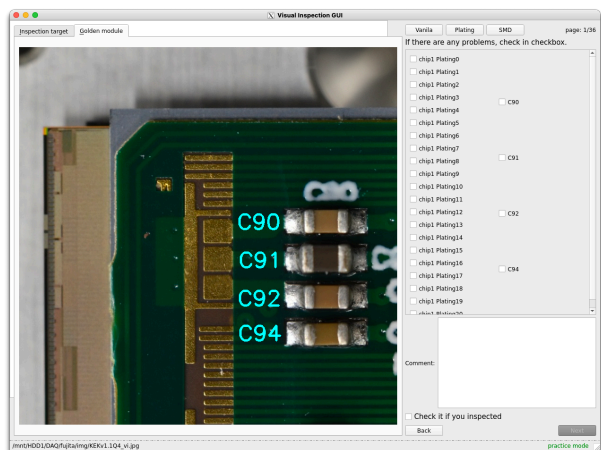 Visual Inspection GUI
Inspection target
Golden module
Vanila
Plating
SMD
page: 1/36
If there are any problems, check in checkbox.
chip1 Plating0
chip1 Plating1
chip1 Plating2
chip1 Plating3
chip1 Plating4
chip1 Plating5
chip1 Plating6
chip1 Plating7
chip1 Plating8
chip1 Plating9
chip1 Plating10
chip1 Plating11
chip1 Plating12
chip1 Plating13
chip1 Plating14
chip1 Plating15
chip1 Plating16
chip1 Plating17
chip1 Plating18
chip1 Plating19
chip1 Plating20
C90
C91
C92
C94
C90
C91
C92
C94
Comment:
Check it if you inspected
Back
Next
/mnt/HDD1/DAQ/fujita/img/KEKv1.1Q4_vi.jpg
practice mode